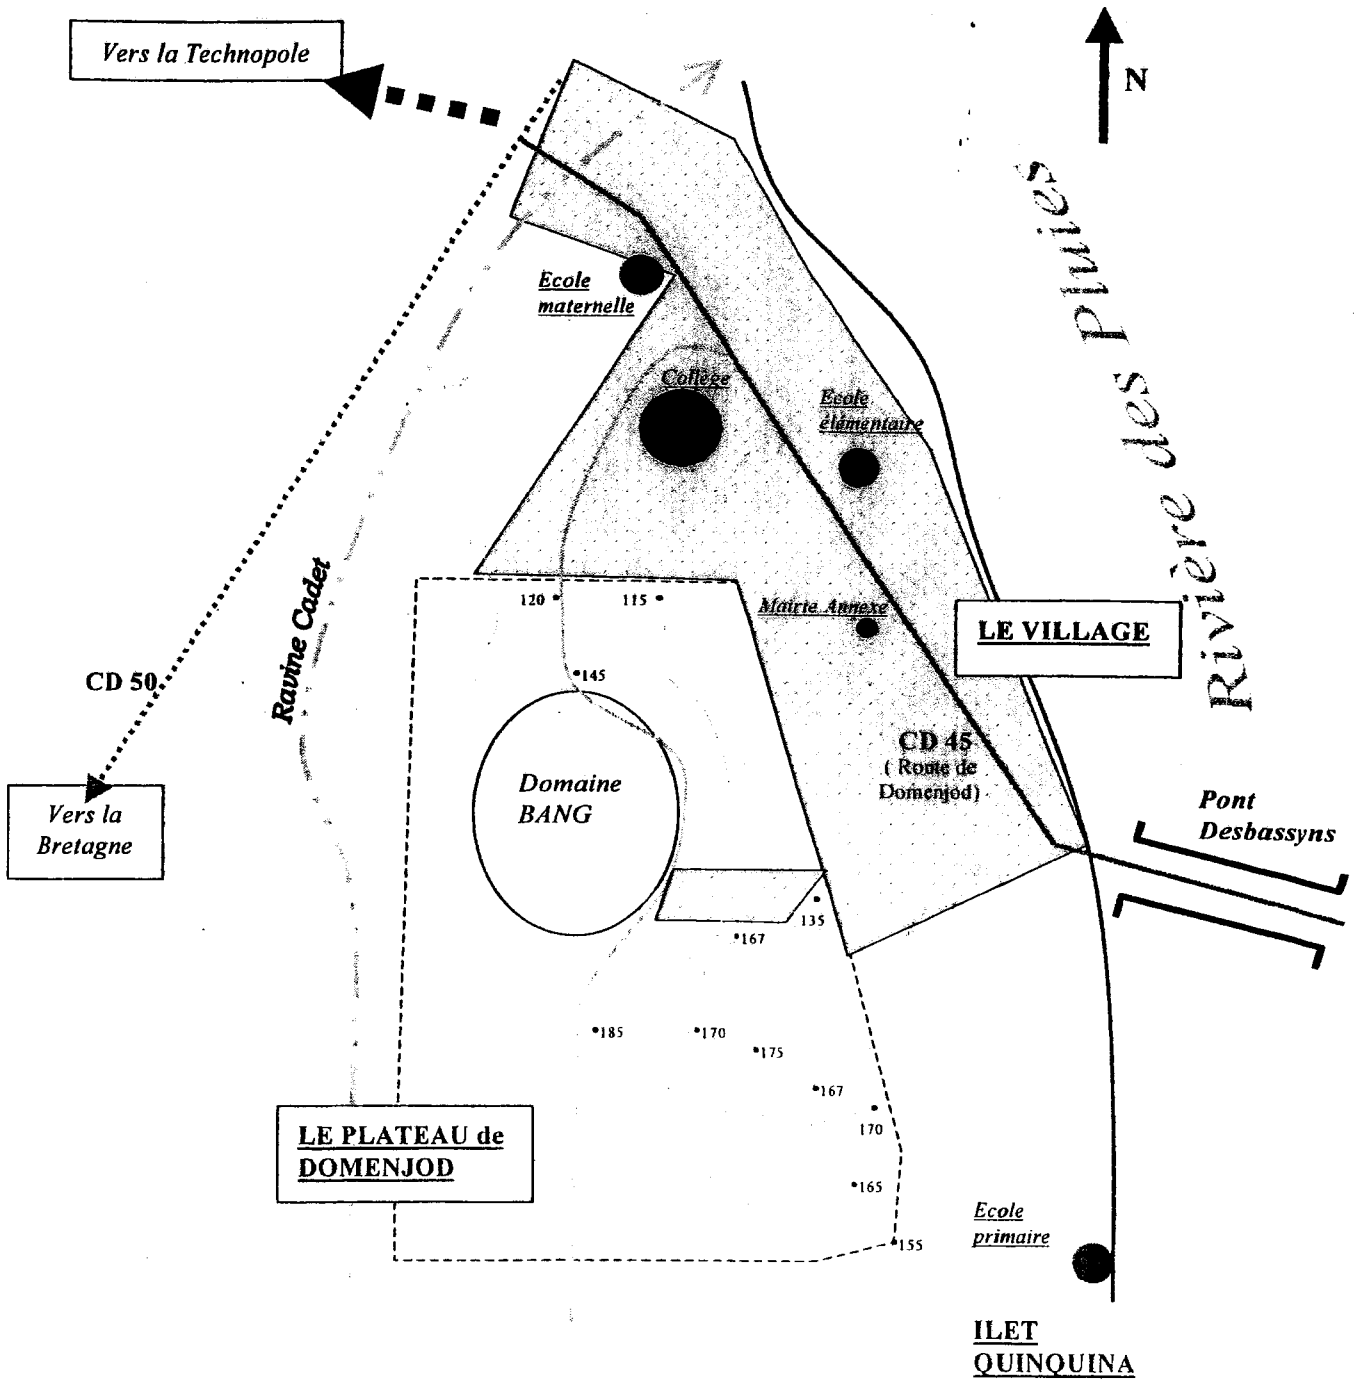 Vers la Technopole
N
Rivière des Pluies
Ecole
maternelle
Collège
Ecole
élémentaire
Ravine Cadet
120
115
Mairie Annexe
LE VILLAGE
145
CD 50
CD 45
( Route de
Domenjod)
Domaine
BANG
Vers la
Bretagne
Pont
Desbassyns
135
167
185
170
175
167
170
LE PLATEAU de
DOMENJOD
165
155
Ecole
primaire
ILET
QUINQUINA